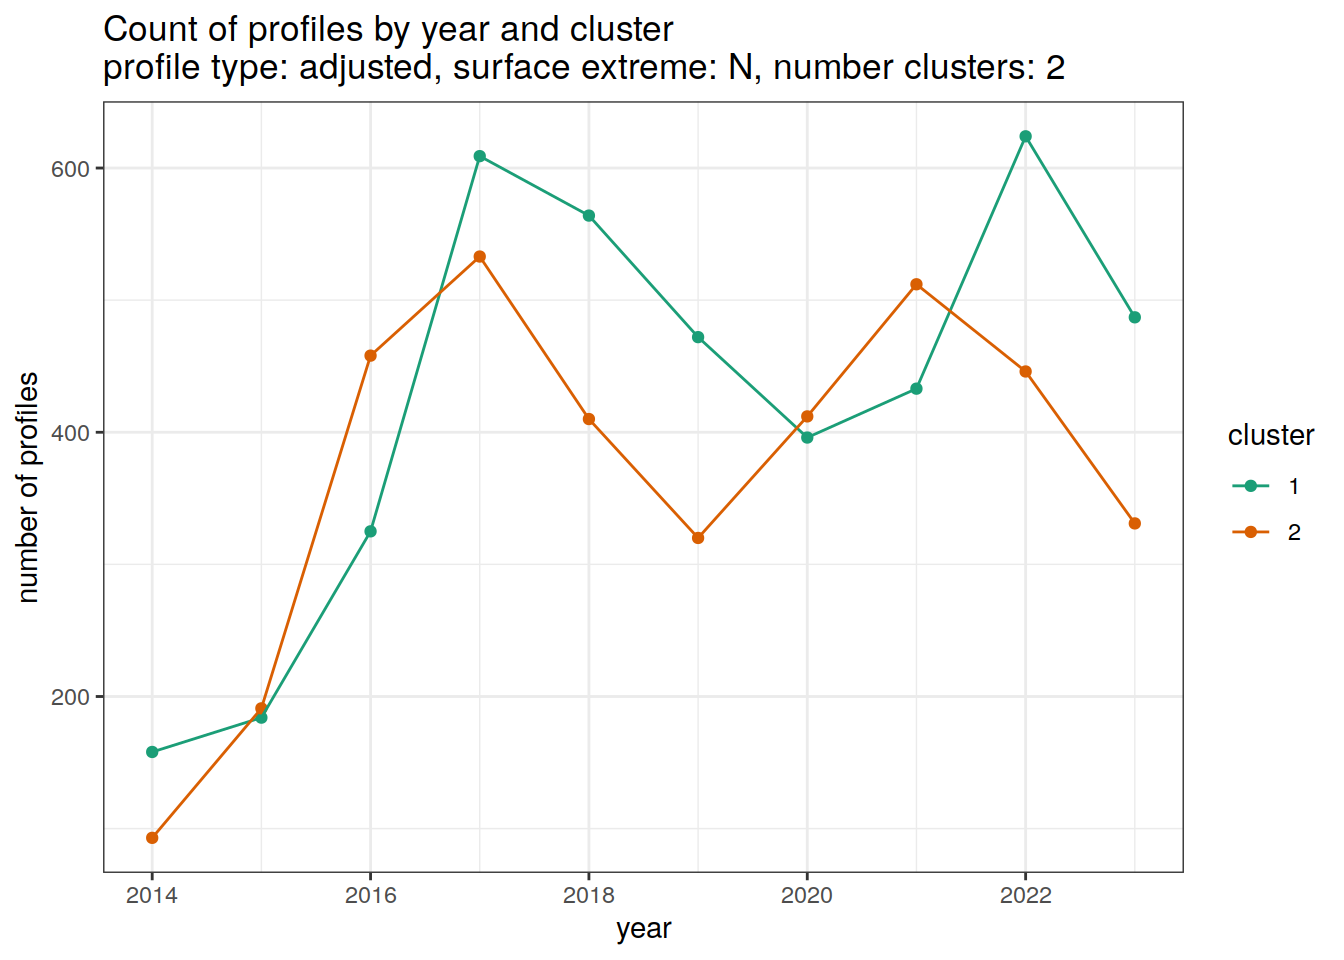 Count of profiles by year and cluster
profile type: adjusted, surface extreme: N, number clusters: 2
600
400
200
number of profiles
2014 2016 2018 2020 2022
year
cluster
1
2